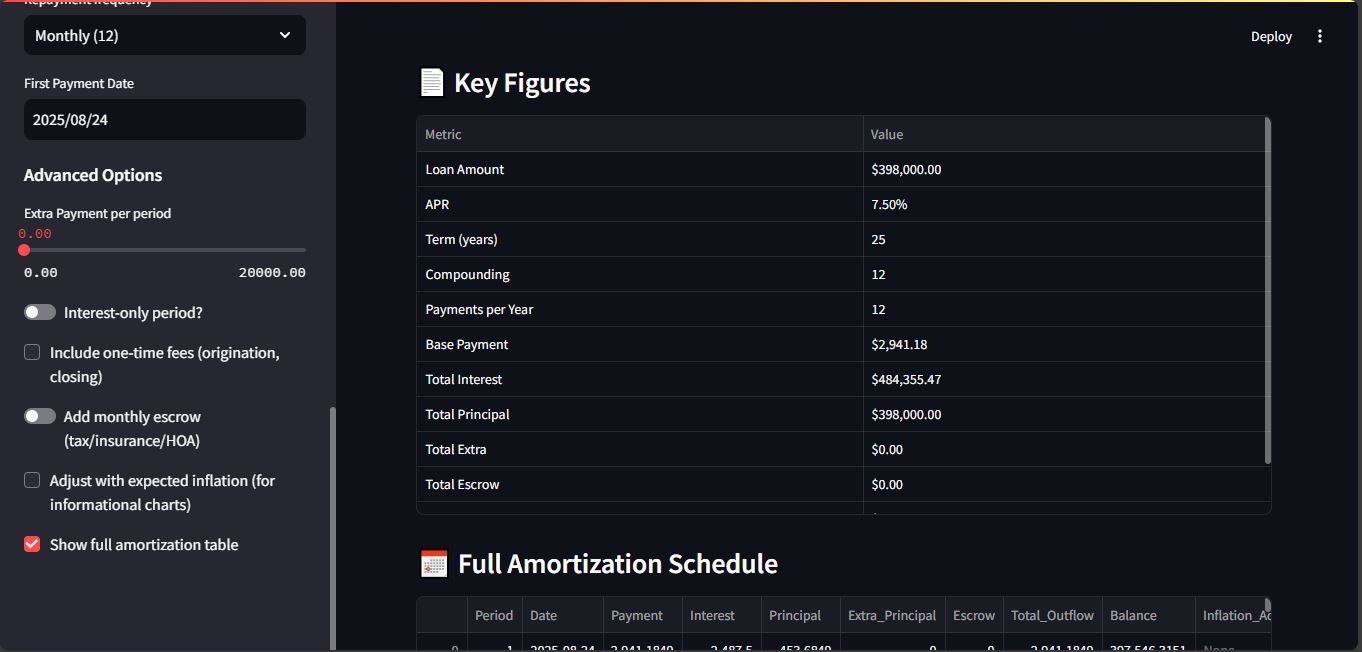 Repayment frequency
Monthly (12)
First Payment Date
2025/08/24
Advanced Options
Extra Payment per period
0.00
0.00 20000.00
Interest-only period?
Include one-time fees (origination,
closing)
Add monthly escrow
(tax/insurance/HOA)
Adjust with expected inflation (for
informational charts)
Show full amortization table
Deploy
Key Figures
Metric Value
Loan Amount $398,000.00
APR 7.50%
Term (years) 25
Compounding 12
Payments per Year 12
Base Payment $2,941.18
Total Interest $484,355.47
Total Principal $398,000.00
Total Extra $0.00
Total Escrow $0.00
Full Amortization Schedule
Period Date Payment Interest Principal Extra_Principal Escrow Total_Outflow Balance Inflation_Ad
0 1 2025-08-24 2,941.1849 2,487.5 453.6849 0 0 2,941.1849 397,546.3151 None